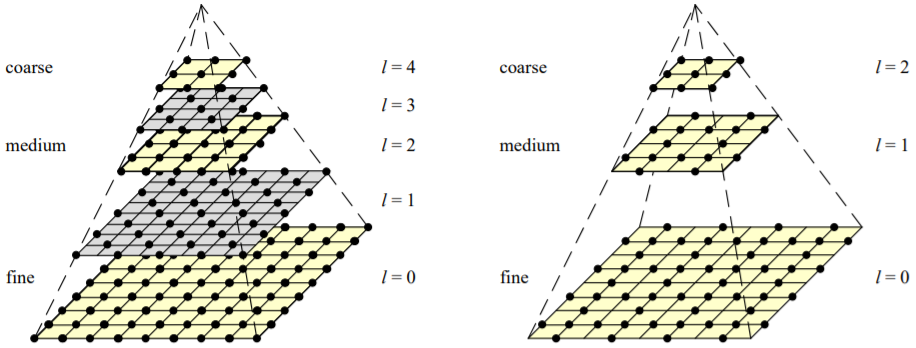 coarse l = 4 coarse l = 2
l = 3
medium l = 2 medium l = 1
l = 1
fine l = 0 fine l = 0